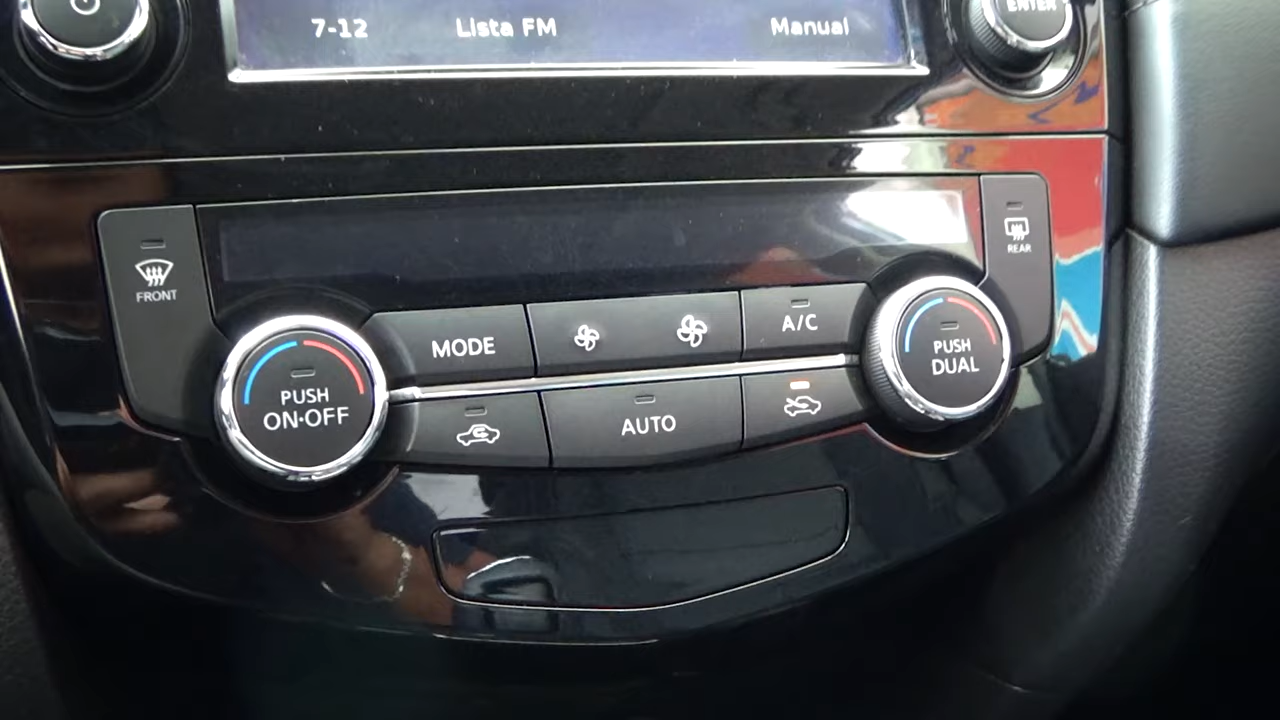 7-12 Lista FM Manual
ENTER
FRONT
REAR
MODE
A/C
PUSH
ON·OFF
AUTO
PUSH
DUAL